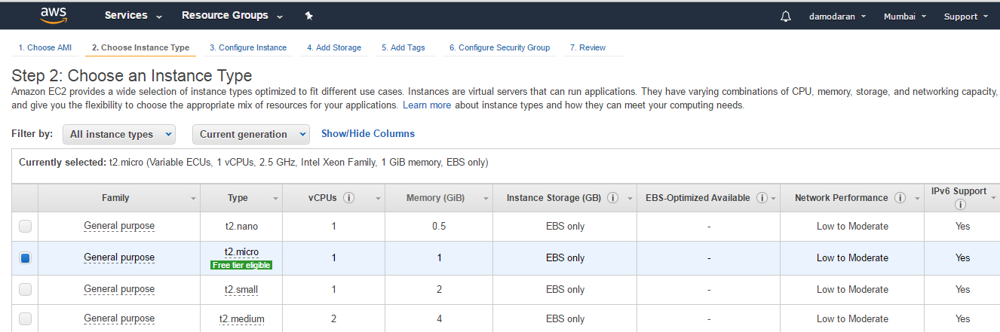 aws Services Resource Groups damodaran Mumbai Support
1. Choose AMI 2. Choose Instance Type 3. Configure Instance 4. Add Storage 5. Add Tags 6. Configure Security Group 7. Review
Step 2: Choose an Instance Type
Amazon EC2 provides a wide selection of instance types optimized to fit different use cases. Instances are virtual servers that can run applications. They have varying combinations of CPU, memory, storage, and networking capacity,
and give you the flexibility to choose the appropriate mix of resources for your applications. Learn more about instance types and how they can meet your computing needs.
Filter by: All instance types Current generation Show/Hide Columns
Currently selected: t2.micro (Variable ECUs, 1 vCPUs, 2.5 GHz, Intel Xeon Family, 1 GiB memory, EBS only)
Family Type vCPUs i Memory (GiB) Instance Storage (GB) i EBS-Optimized Available i Network Performance i IPv6 Support i
General purpose t2.nano 1 0.5 EBS only - Low to Moderate Yes
General purpose t2.micro 1 1 EBS only - Low to Moderate Yes
Free tier eligible
General purpose t2.small 1 2 EBS only - Low to Moderate Yes
General purpose t2.medium 2 4 EBS only - Low to Moderate Yes